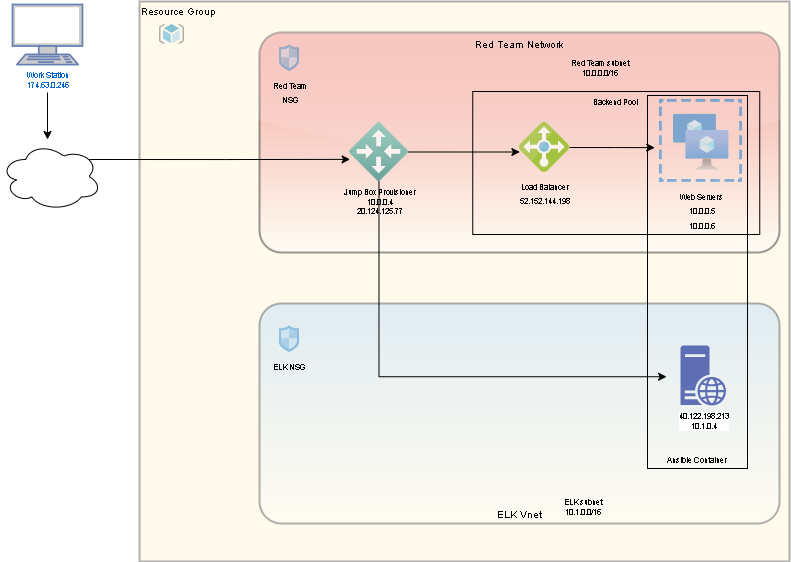 Resource Group
Work Station
174.63.0.246
Red Team Network
Red Team subnet
10.0.0.0/16
Red Team
NSG
Backend Pool
Jump Box Provisioner
10.0.0.4
20.124.125.77
Load Balancer
52.152.144.198
Web Servers
10.0.0.5
10.0.0.6
ELK NSG
40.122.198.213
10.1.0.4
Ansible Container
ELK subnet
10.1.0.0/16
ELK Vnet